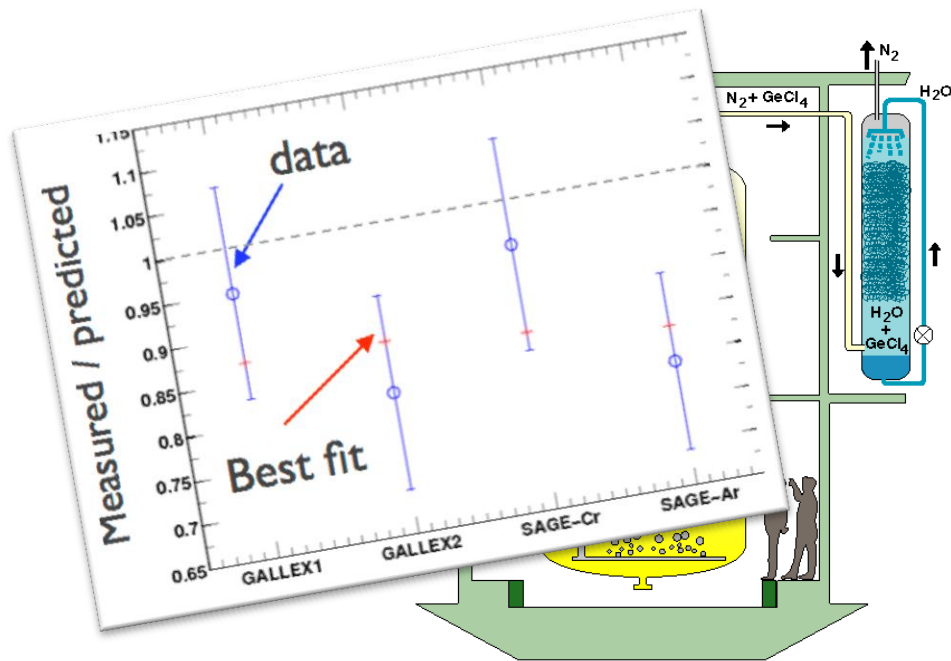 data
Best fit
Measured / predicted
1.15
1.1
1.05
1
0.95
0.9
0.85
0.8
0.75
0.7
0.65
GALLEX1
GALLEX2
SAGE-Cr
SAGE-Ar
N₂
N₂ + GeCl₄
H₂O
H₂O
+
GeCl₄